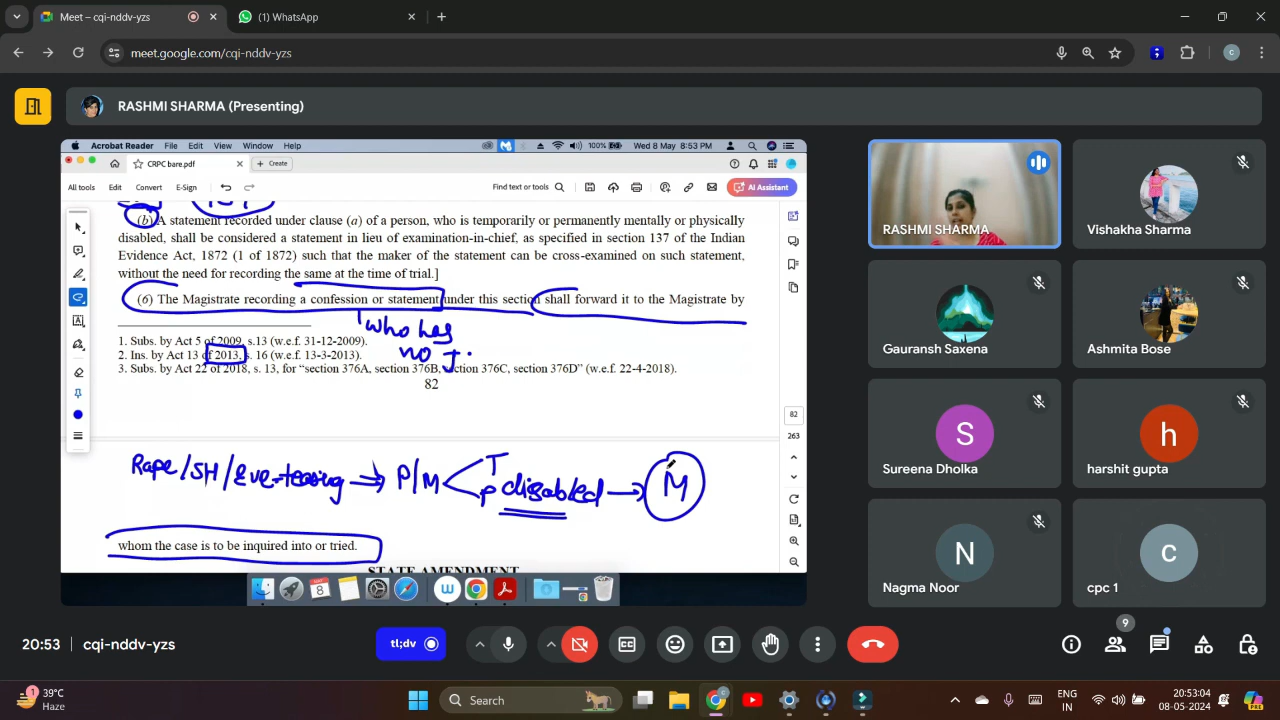 Meet – cqi-nddv-yzs
(1) WhatsApp
meet.google.com/cqi-nddv-yzs
RASHMI SHARMA (Presenting)
Acrobat Reader File Edit View Window Help 100% Wed 8 May 8:53 PM
CRPC bare.pdf + Create
All tools Edit Convert E-Sign Find text or tools AI Assistant
(b) A statement recorded under clause (a) of a person, who is temporarily or permanently mentally or physically
disabled, shall be considered a statement in lieu of examination-in-chief, as specified in section 137 of the Indian
Evidence Act, 1872 (1 of 1872) such that the maker of the statement can be cross-examined on such statement,
without the need for recording the same at the time of trial.]
(6) The Magistrate recording a confession or statement under this section shall forward it to the Magistrate by
who has
no J.
1. Subs. by Act 5 of 2009, s.13 (w.e.f. 31-12-2009).
2. Ins. by Act 13 of 2013, s. 16 (w.e.f. 13-3-2013).
3. Subs. by Act 22 of 2018, s. 13, for “section 376A, section 376B, section 376C, section 376D” (w.e.f. 22-4-2018).
82
82
263
Rape/SH/Eve-teasing → P/M < T
P disabled → M
whom the case is to be inquired into or tried.
STATE AMENDMENT
RASHMI SHARMA
Vishakha Sharma
Gauransh Saxena
Ashmita Bose
S
Sureena Dholka
h
harshit gupta
N
Nagma Noor
c
cpc 1
20:53 | cqi-nddv-yzs
tl;dv
9
39°C
Haze
Search
ENG
IN
20:53:04
08-05-2024